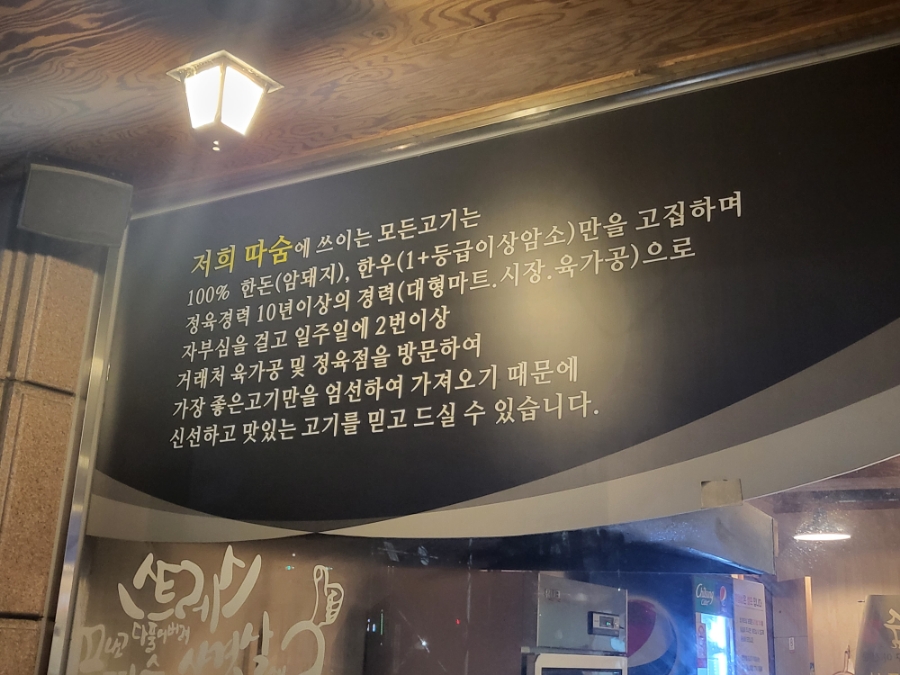 저희 따숨에 쓰이는 모든고기는
100% 한돈(암돼지), 한우(1+등급이상암소)만을 고집하며
정육경력 10년이상의 경력(대형마트.시장.육가공)으로
자부심을 걸고 일주일에 2번이상
거래처 육가공 및 정육점을 방문하여
가장 좋은고기만을 엄선하여 가져오기 때문에
신선하고 맛있는 고기를 믿고 드실 수 있습니다.
스트레스